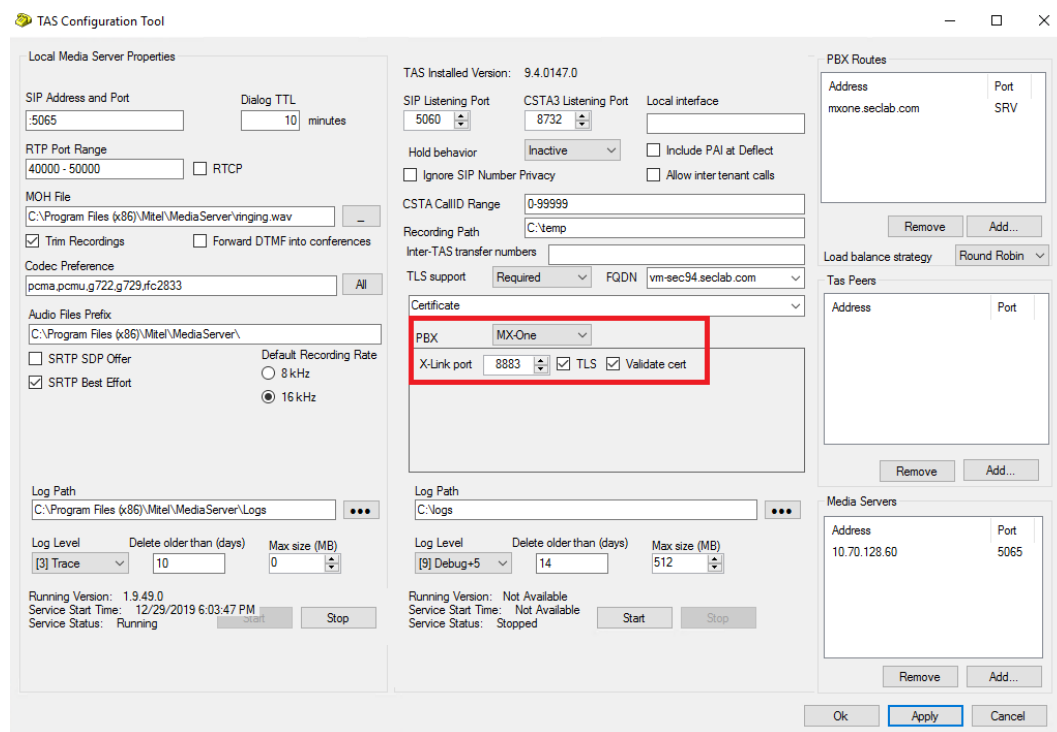 TAS Configuration Tool
Local Media Server Properties
SIP Address and Port
Dialog TTL
:5065
10 minutes
RTP Port Range
40000 - 50000
RTCP
MOH File
C:\Program Files (x86)\Mitel\MediaServer\ringing.wav
_
Trim Recordings
Forward DTMF into conferences
Codec Preference
pcma,pcmu,g722,g729,rfc2833
All
Audio Files Prefix
C:\Program Files (x86)\Mitel\MediaServer\
SRTP SDP Offer
SRTP Best Effort
Default Recording Rate
8 kHz
16 kHz
Log Path
C:\Program Files (x86)\Mitel\MediaServer\Logs
Log Level
Delete older than (days)
Max size (MB)
[3] Trace
10
0
Running Version: 1.9.49.0
Service Start Time: 12/29/2019 6:03:47 PM
Service Status: Running
Start
Stop
TAS Installed Version: 9.4.0147.0
SIP Listening Port
CSTA3 Listening Port
Local interface
5060
8732
Hold behavior
Inactive
Include PAI at Deflect
Ignore SIP Number Privacy
Allow inter tenant calls
CSTA CallID Range
0-99999
Recording Path
C:\temp
Inter-TAS transfer numbers
TLS support
Required
FQDN
vm-sec94.seclab.com
Certificate
PBX
MX-One
X-Link port
8883
TLS
Validate cert
Log Path
C:\logs
Log Level
Delete older than (days)
Max size (MB)
[9] Debug+5
14
512
Running Version: Not Available
Service Start Time: Not Available
Service Status: Stopped
Start
Stop
PBX Routes
Address Port
mxone.seclab.com SRV
Remove
Add...
Load balance strategy
Round Robin
Tas Peers
Address Port
Remove
Add...
Media Servers
Address Port
10.70.128.60 5065
Remove
Add...
Ok
Apply
Cancel